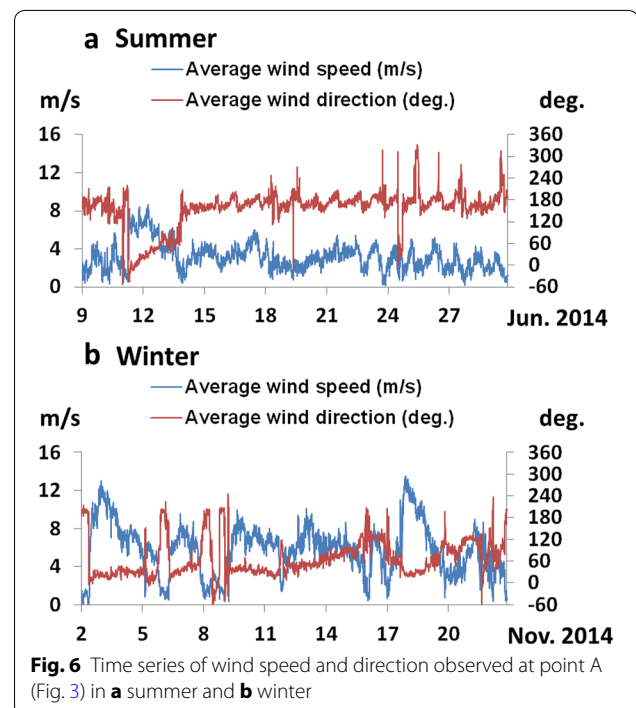 a Summer
Average wind speed (m/s)
Average wind direction (deg.)
m/s deg.
16 360
300
12 240
180
8 120
60
4 0
0 -60
9 12 15 18 21 24 27 Jun. 2014
b Winter
Average wind speed (m/s)
Average wind direction (deg.)
m/s deg.
16 360
300
12 240
180
8 120
60
4 0
0 -60
2 5 8 11 14 17 20 Nov. 2014
Fig. 6 Time series of wind speed and direction observed at point A
(Fig. 3) in a summer and b winter